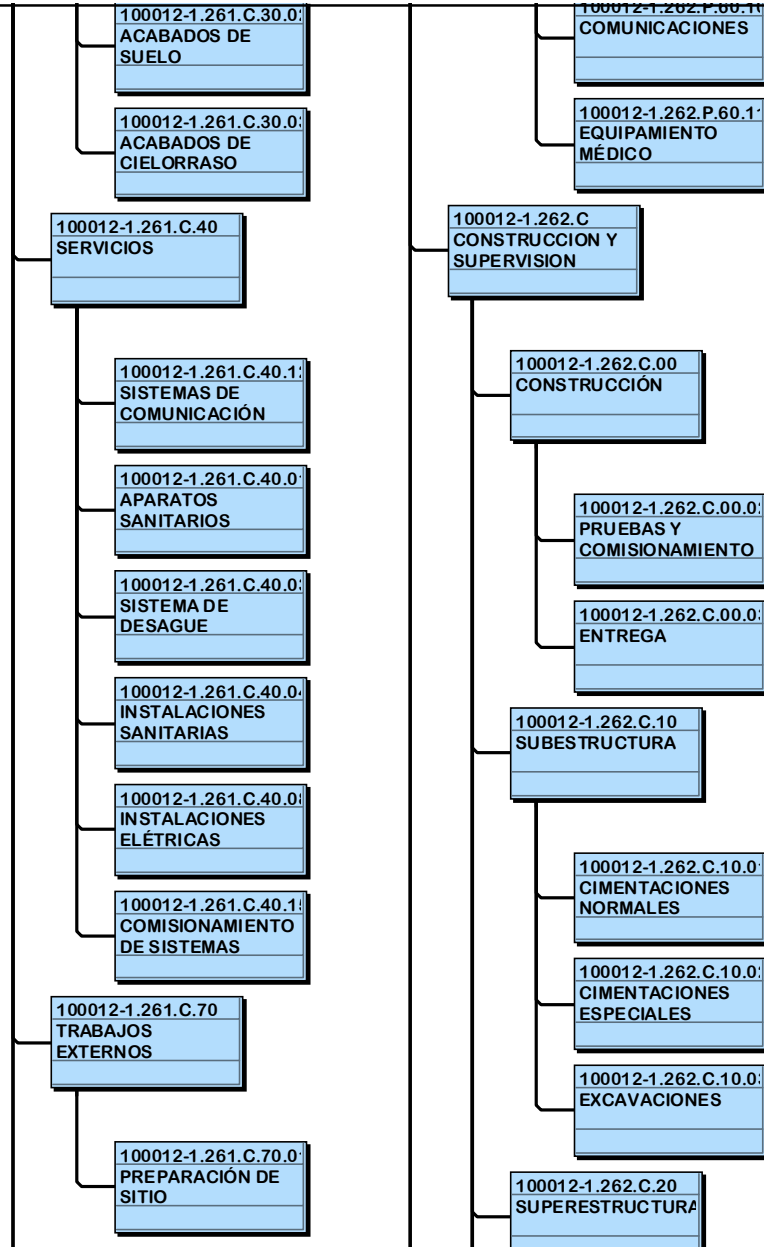 100012-1.261.C.30.0
ACABADOS DE
SUELO
100012-1.261.C.30.0
ACABADOS DE
CIELORRASO
100012-1.261.C.40
SERVICIOS
100012-1.261.C.40.1
SISTEMAS DE
COMUNICACIÓN
100012-1.261.C.40.0
APARATOS
SANITARIOS
100012-1.261.C.40.0
SISTEMA DE
DESAGUE
100012-1.261.C.40.0
INSTALACIONES
SANITARIAS
100012-1.261.C.40.0
INSTALACIONES
ELÉTRICAS
100012-1.261.C.40.1
COMISIONAMIENTO
DE SISTEMAS
100012-1.261.C.70
TRABAJOS
EXTERNOS
100012-1.261.C.70.0
PREPARACIÓN DE
SITIO
100012-1.262.P.60.10
COMUNICACIONES
100012-1.262.P.60.1
EQUIPAMIENTO
MÉDICO
100012-1.262.C
CONSTRUCCION Y
SUPERVISION
100012-1.262.C.00
CONSTRUCCIÓN
100012-1.262.C.00.0
PRUEBAS Y
COMISIONAMIENTO
100012-1.262.C.00.0
ENTREGA
100012-1.262.C.10
SUBESTRUCTURA
100012-1.262.C.10.0
CIMENTACIONES
NORMALES
100012-1.262.C.10.0
CIMENTACIONES
ESPECIALES
100012-1.262.C.10.0
EXCAVACIONES
100012-1.262.C.20
SUPERESTRUCTURA